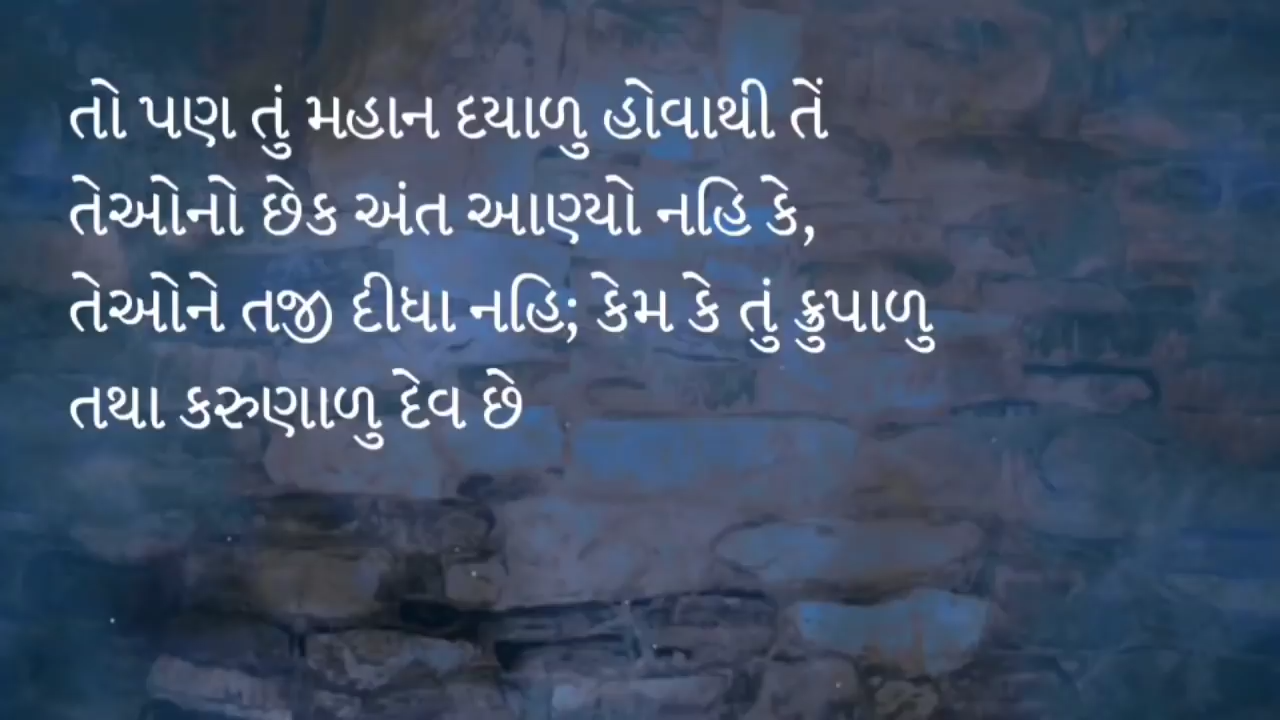 તો પણ તું મહાન દયાળુ હોવાથી તેં
તેઓનો છેક અંત આણ્યો નહિ કે,
તેઓને તજી દીધા નહિ; કેમ કે તું ક્રુપાળુ
તથા કરુણાળુ દેવ છે